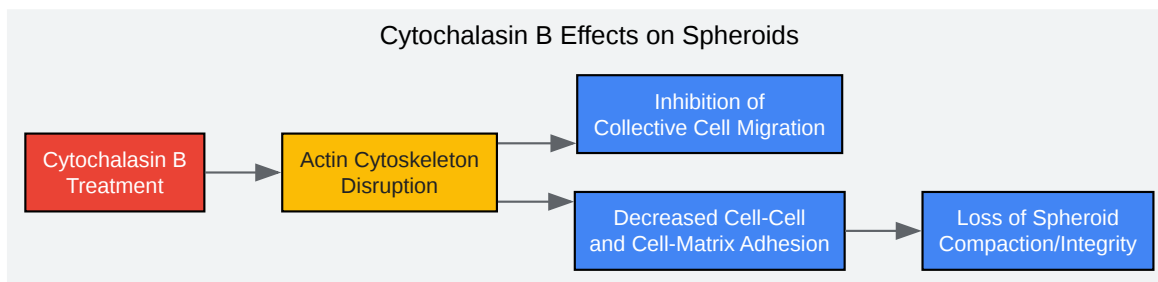 Cytochalasin B Effects on Spheroids
Cytochalasin B
Treatment
Actin Cytoskeleton
Disruption
Inhibition of
Collective Cell Migration
Decreased Cell-Cell
and Cell-Matrix Adhesion
Loss of Spheroid
Compaction/Integrity